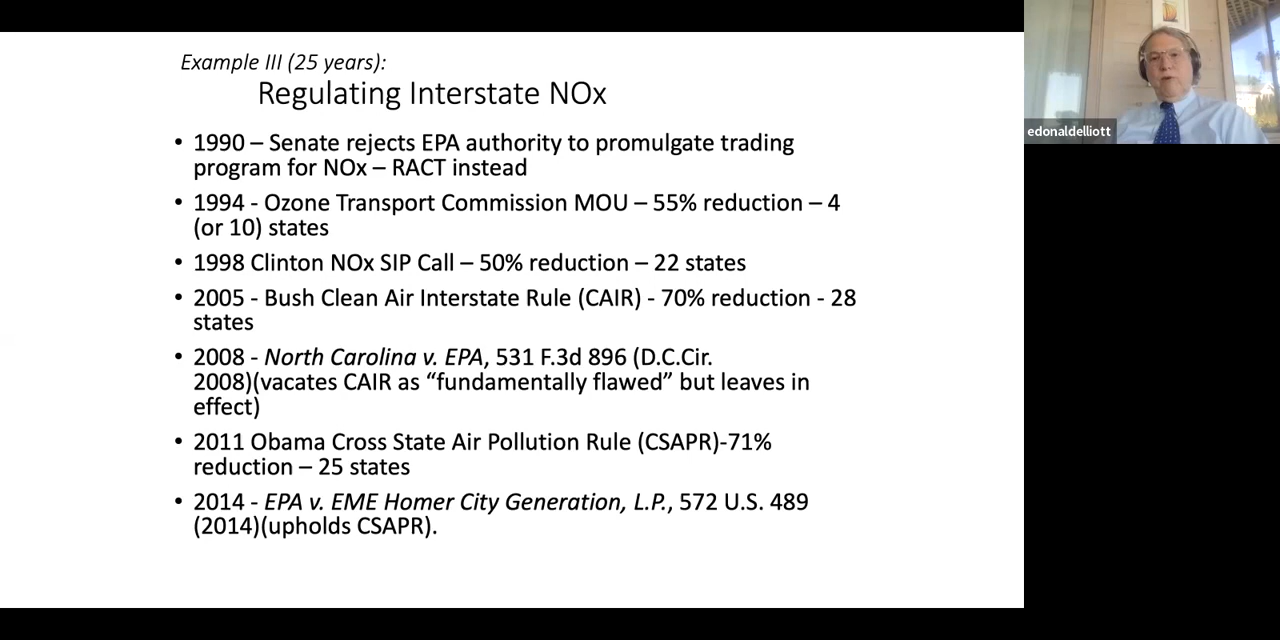 Example III (25 years):
Regulating Interstate NOx
• 1990 – Senate rejects EPA authority to promulgate trading
program for NOx – RACT instead
• 1994 - Ozone Transport Commission MOU – 55% reduction – 4
(or 10) states
• 1998 Clinton NOx SIP Call – 50% reduction – 22 states
• 2005 - Bush Clean Air Interstate Rule (CAIR) - 70% reduction - 28
states
• 2008 - North Carolina v. EPA, 531 F.3d 896 (D.C.Cir.
2008)(vacates CAIR as “fundamentally flawed” but leaves in
effect)
• 2011 Obama Cross State Air Pollution Rule (CSAPR)-71%
reduction – 25 states
• 2014 - EPA v. EME Homer City Generation, L.P., 572 U.S. 489
(2014)(upholds CSAPR).
edonaldelliott